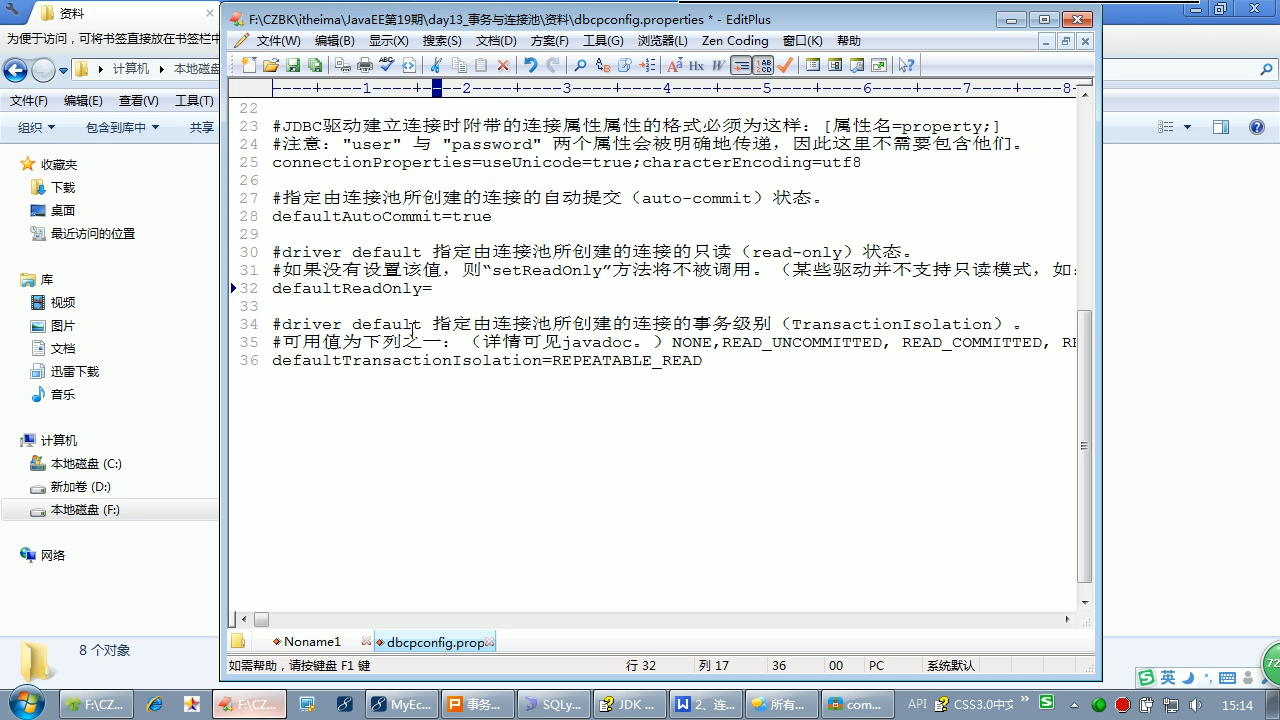 资料
F:\CZBK\itheima\JavaEE第19期\day13_事务与连接池\资料\dbcpconfig.properties * - EditPlus
为便于访问，可将书签直接放在书签栏中
文件(W) 编辑(B) 显示(X) 搜索(S) 文档(D) 方案(F) 工具(G) 浏览器(L) Zen Coding 窗口(K) 帮助
计算机 本地磁盘
文件(F) 编辑(E) 查看(V) 工具(T)
组织 包含到库中 共享
----+----1----+----2----+----3----+----4----+----5----+----6----+----7----+----8-
22
23 #JDBC驱动建立连接时附带的连接属性属性的格式必须为这样：[属性名=property;]
24 #注意："user" 与 "password" 两个属性会被明确地传递，因此这里不需要包含他们。
25 connectionProperties=useUnicode=true;characterEncoding=utf8
26
27 #指定由连接池所创建的连接的自动提交（auto-commit）状态。
28 defaultAutoCommit=true
29
30 #driver default 指定由连接池所创建的连接的只读（read-only）状态。
31 #如果没有设置该值，则“setReadOnly”方法将不被调用。（某些驱动并不支持只读模式，如:
32 defaultReadOnly=
33
34 #driver default 指定由连接池所创建的连接的事务级别（TransactionIsolation）。
35 #可用值为下列之一：（详情可见javadoc。）NONE,READ_UNCOMMITTED, READ_COMMITTED, RE
36 defaultTransactionIsolation=REPEATABLE_READ
收藏夹
下载
桌面
最近访问的位置
库
视频
图片
文档
迅雷下载
音乐
计算机
本地磁盘 (C:)
新加卷 (D:)
本地磁盘 (F:)
网络
8 个对象
Noname1 dbcpconfig.prop
如需帮助，请按键盘 F1 键 行 32 列 17 36 00 PC 系统默认
英
72
F:\CZ... F:\CZ... MyEc... 事务... SQLy... JDK ... 2、连... 所有... com... API CSS3.0中文 » 15:14